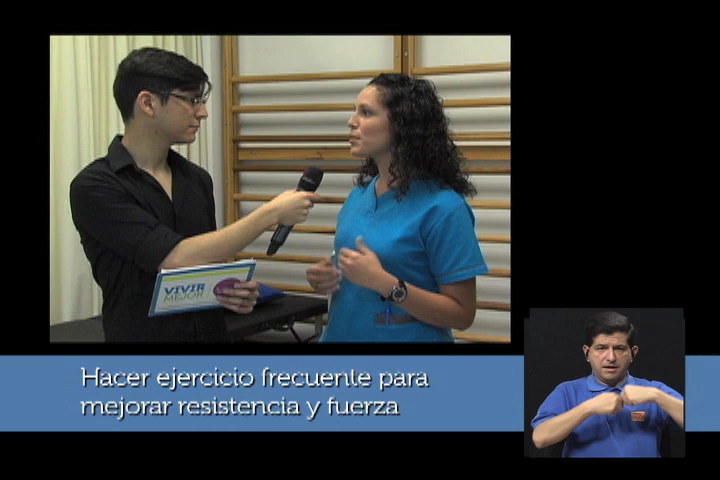 VIVIR
MEJOR
Hacer ejercicio frecuente para
mejorar resistencia y fuerza